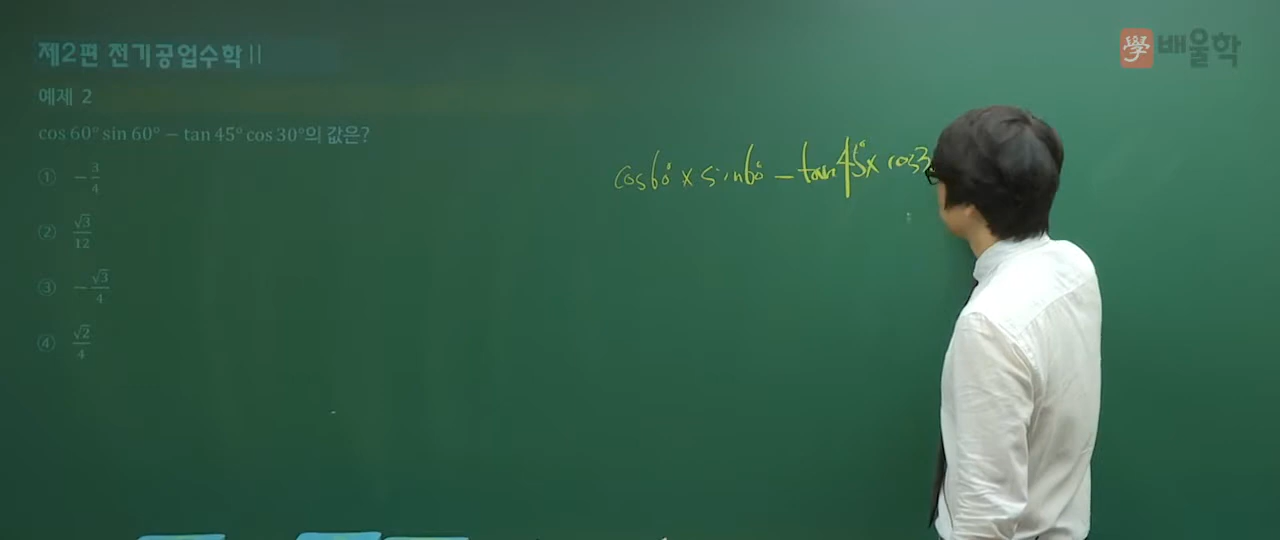 제2편 전기공업수학 II
學 배울학
예제 2
cos 60° sin 60° − tan 45° cos 30°의 값은?
① −3/4
② √3/12
③ −√3/4
④ √2/4
cos60° × sin60° − tan45° × cos3